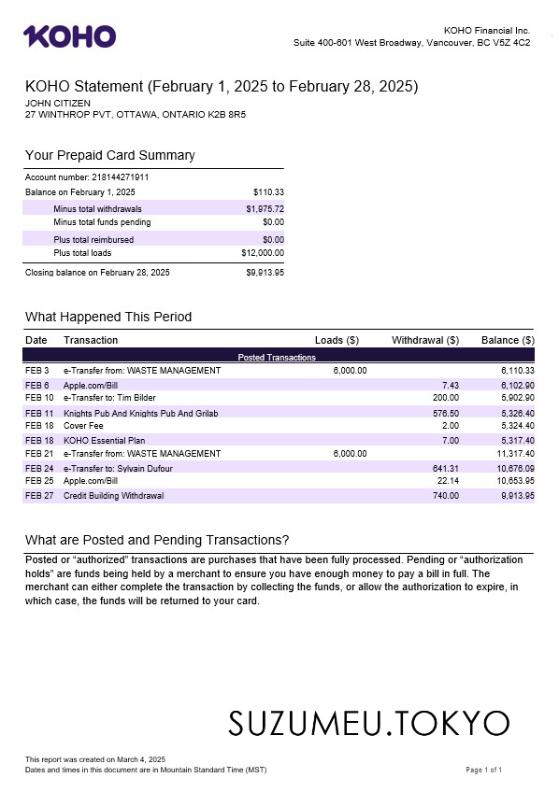 KOHO
KOHO Financial Inc.
Suite 400-601 West Broadway, Vancouver, BC V5Z 4C2
KOHO Statement (February 1, 2025 to February 28, 2025)
JOHN CITIZEN
27 WINTHROP PVT, OTTAWA, ONTARIO K2B 8R5
Your Prepaid Card Summary
Account number: 218144271911
Balance on February 1, 2025 $110.33
Minus total withdrawals $1,975.72
Minus total funds pending $0.00
Plus total reimbursed $0.00
Plus total loads $12,000.00
Closing balance on February 28, 2025 $9,913.95
What Happened This Period
Date Transaction Loads ($) Withdrawal ($) Balance ($)
Posted Transactions
FEB 3 e-Transfer from: WASTE MANAGEMENT 6,000.00 6,110.33
FEB 6 Apple.com/Bill 7.43 6,102.90
FEB 10 e-Transfer to: Tim Bilder 200.00 5,902.90
FEB 11 Knights Pub And Knights Pub And Grilab 576.50 5,326.40
FEB 18 Cover Fee 2.00 5,324.40
FEB 18 KOHO Essential Plan 7.00 5,317.40
FEB 21 e-Transfer from: WASTE MANAGEMENT 6,000.00 11,317.40
FEB 24 e-Transfer to: Sylvain Dufour 641.31 10,676.09
FEB 25 Apple.com/Bill 22.14 10,653.95
FEB 27 Credit Building Withdrawal 740.00 9,913.95
What are Posted and Pending Transactions?
Posted or “authorized” transactions are purchases that have been fully processed. Pending or “authorization
holds” are funds being held by a merchant to ensure you have enough money to pay a bill in full. The
merchant can either complete the transaction by collecting the funds, or allow the authorization to expire, in
which case, the funds will be returned to your card.
SUZUMEU.TOKYO
This report was created on March 4, 2025
Dates and times in this document are in Mountain Standard Time (MST) Page 1 of 1